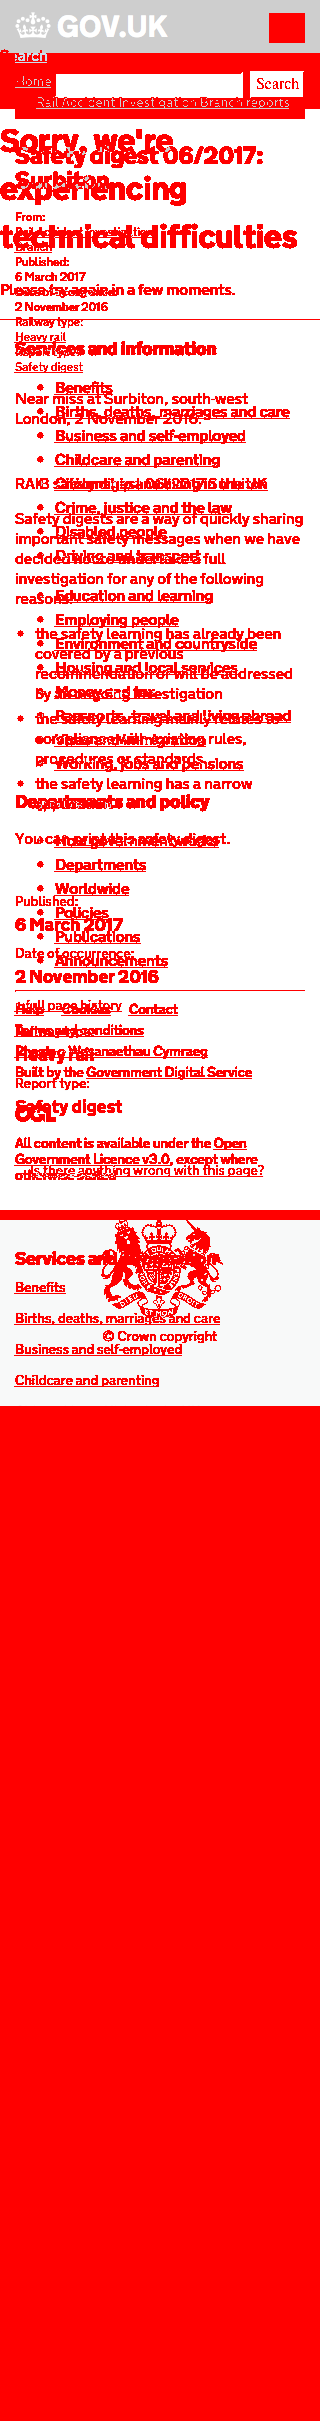 GOV.UK
Search
Home
Search
Rail Accident Investigation Branch reports
Sorry, we're
Safety digest 06/2017:
Surbiton
experiencing
technical difficulties
From:
Rail Accident Investigation
Branch
Published:
6 March 2017
Please try again in a few moments.
2 November 2016
Railway type:
Heavy rail
Report type:
Safety digest
Services and information
Benefits
Near miss at Surbiton, south-west
London, 2 November 2016.
Births, deaths, marriages and care
Business and self-employed
Childcare and parenting
Citizenship and living in the UK
Crime, justice and the law
Safety digests are a way of quickly sharing
important safety messages when we have
Disabled people
decided not to undertake a full
Driving and transport
investigation for any of the following
reasons:
Education and learning
Employing people
the safety learning has already been
covered by a previous
Environment and countryside
recommendation or will be addressed
Housing and local services
by an ongoing investigation
Money and tax
Passports, travel and living abroad
the safety learning mainly relates to
compliance with existing rules,
Visas and immigration
procedures or standards
Working, jobs and pensions
the safety learning has a narrow
Departments and policy
You can print this safety digest.
How government works
Departments
Worldwide
Published:
6 March 2017
Policies
Publications
Date of occurrence:
Announcements
2 November 2016
+ full page history
Help
Cookies
Contact
Terms and conditions
Rhestr o Wasanaethau Cymraeg
Heavy rail
Built by the Government Digital Service
Report type:
Safety digest
OGL
All content is available under the Open
Government Licence v3.0, except where
otherwise stated
Is there anything wrong with this page?
Services and information
Benefits
Births, deaths, marriages and care
© Crown copyright
Business and self-employed
Childcare and parenting